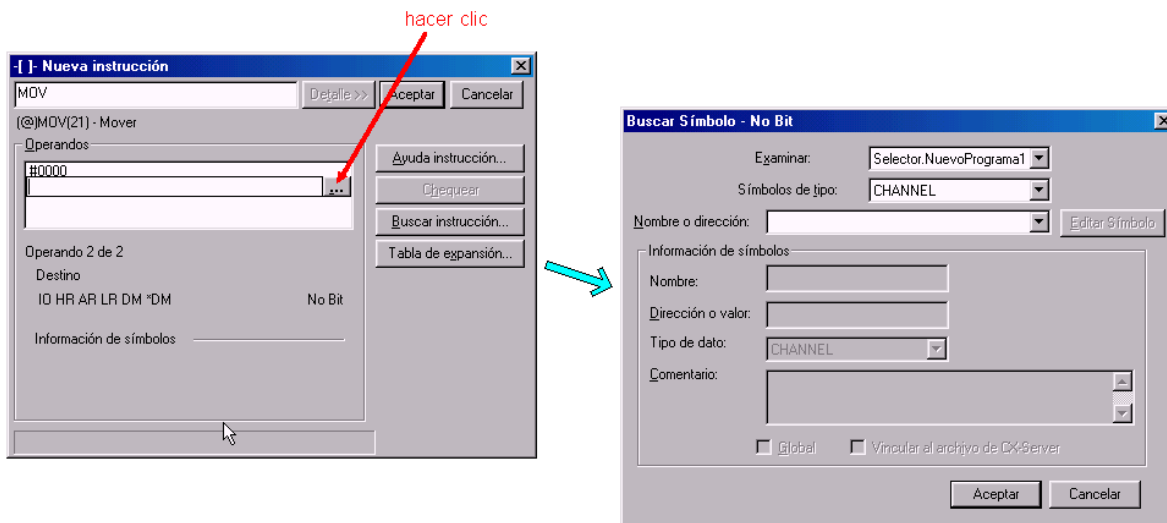 hacer clic
-[ ]- Nueva instrucción
MOV
Detalle >>
Aceptar
Cancelar
(@)MOV(21) - Mover
Operandos
#0000
...
Ayuda instrucción...
Chequear
Buscar instrucción...
Tabla de expansión...
Operando 2 de 2
Destino
IO HR AR LR DM *DM
No Bit
Información de símbolos
Buscar Símbolo - No Bit
Examinar:
Selector.NuevoPrograma1
Símbolos de tipo:
CHANNEL
Nombre o dirección:
Editar Símbolo
Información de símbolos
Nombre:
Dirección o valor:
Tipo de dato:
CHANNEL
Comentario:
Global
Vincular al archivo de CX-Server
Aceptar
Cancelar